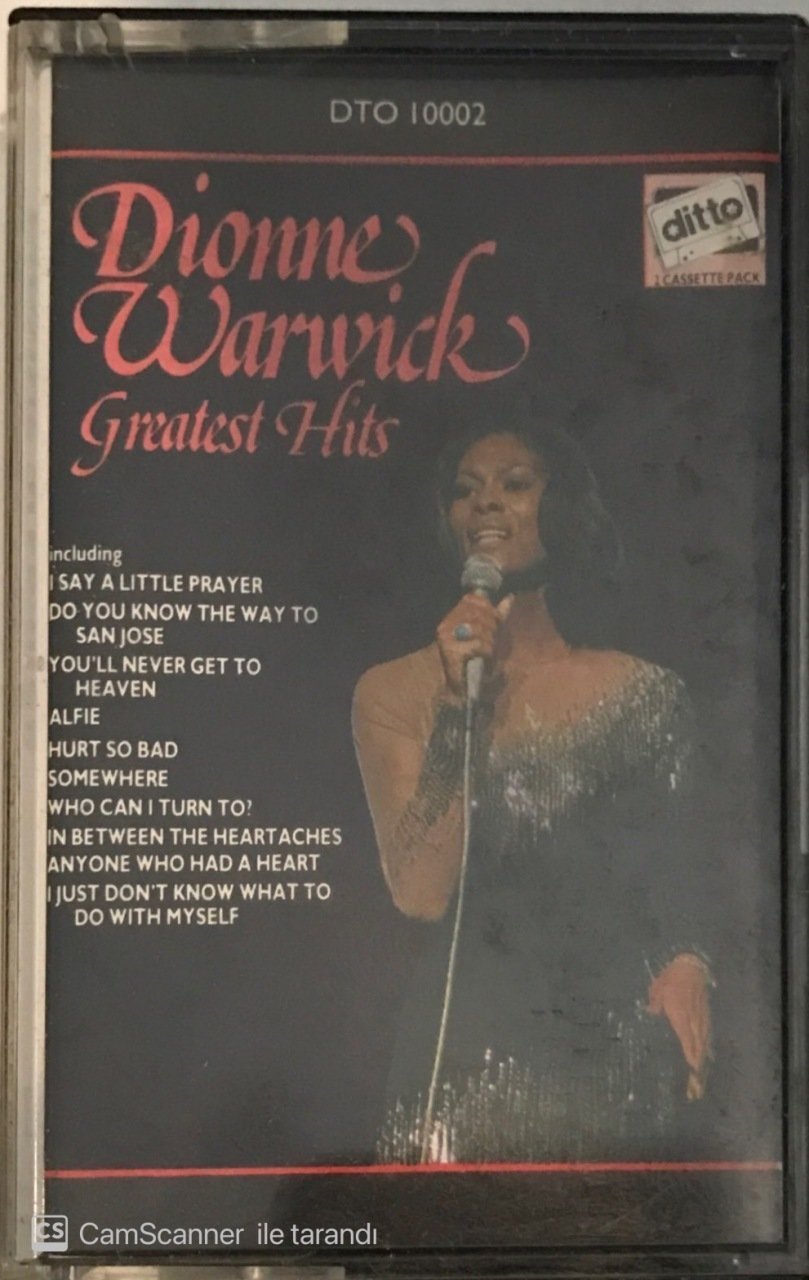 DTO 10002
Dionne
Warwick
Greatest Hits
ditto
2 CASSETTE PACK
including
I SAY A LITTLE PRAYER
DO YOU KNOW THE WAY TO
SAN JOSE
YOU'LL NEVER GET TO
HEAVEN
ALFIE
HURT SO BAD
SOMEWHERE
WHO CAN I TURN TO?
IN BETWEEN THE HEARTACHES
ANYONE WHO HAD A HEART
I JUST DON'T KNOW WHAT TO
DO WITH MYSELF
CS CamScanner ile tarandı